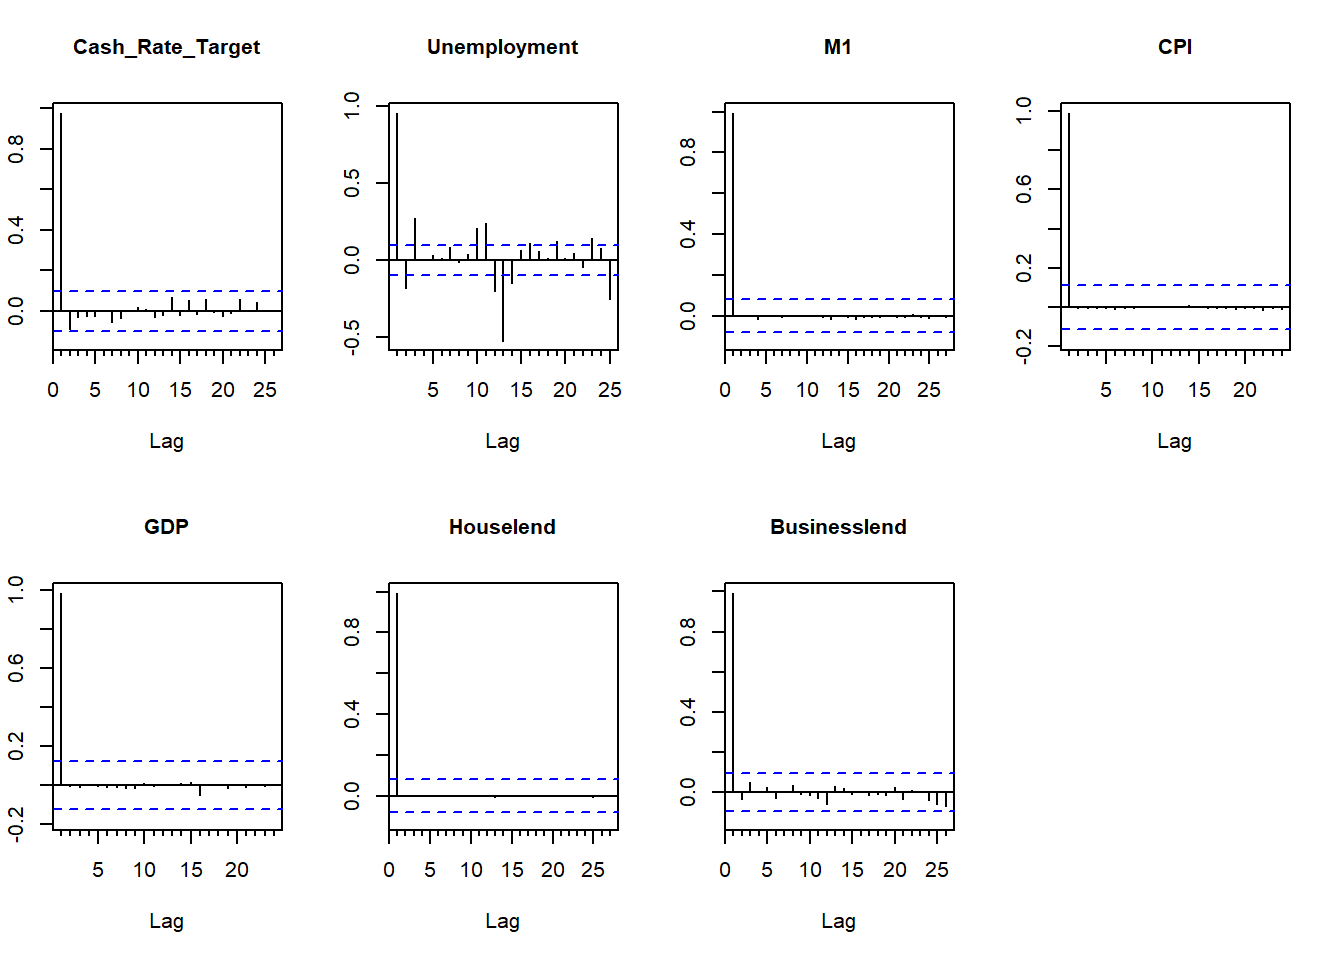 Cash_Rate_Target
0.0 0.4 0.8
0 5 10 15 20 25
Lag
Unemployment
-0.5 0.0 0.5 1.0
5 10 15 20 25
Lag
M1
0.0 0.4 0.8
0 5 10 15 20 25
Lag
CPI
-0.2 0.2 0.6 1.0
5 10 15 20
Lag
GDP
-0.2 0.2 0.6 1.0
5 10 15 20
Lag
Houselend
0.0 0.4 0.8
0 5 10 15 20 25
Lag
Businesslend
0.0 0.4 0.8
0 5 10 15 20 25
Lag